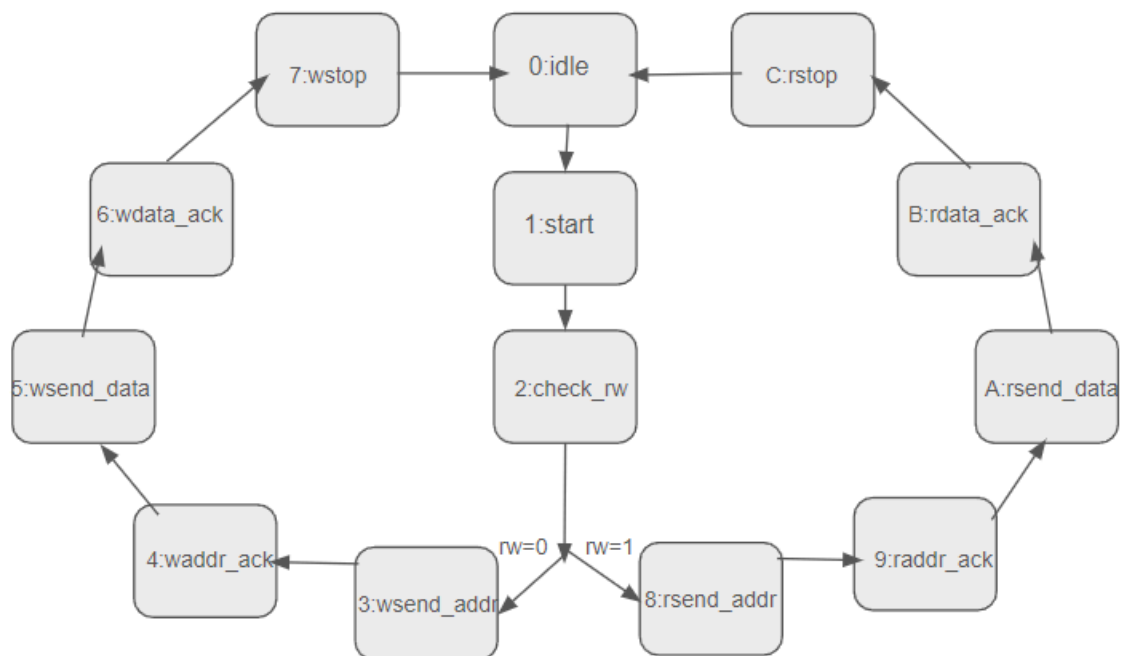 7:wstop
0:idle
C:rstop
6:wdata_ack
1:start
B:rdata_ack
5:wsend_data
2:check_rw
A:rsend_data
rw=0
rw=1
4:waddr_ack
9:raddr_ack
3:wsend_addr
8:rsend_addr